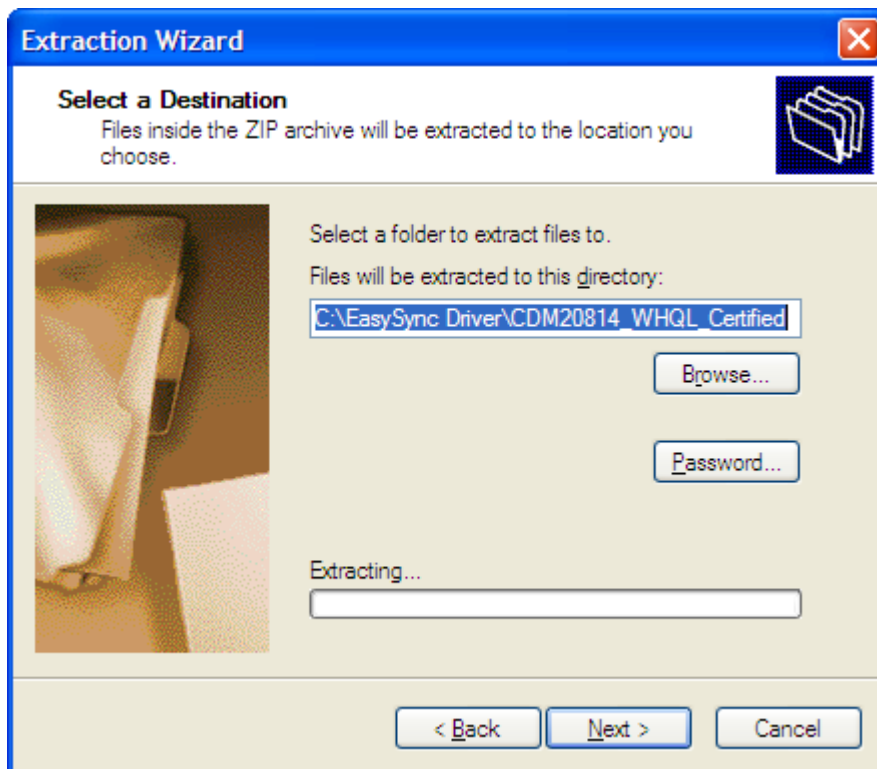 Extraction Wizard
Select a Destination
Files inside the ZIP archive will be extracted to the location you
choose.
Select a folder to extract files to.
Files will be extracted to this directory:
C:\EasySync Driver\CDM20814_WHQL_Certified
Browse...
Password...
Extracting...
< Back
Next >
Cancel